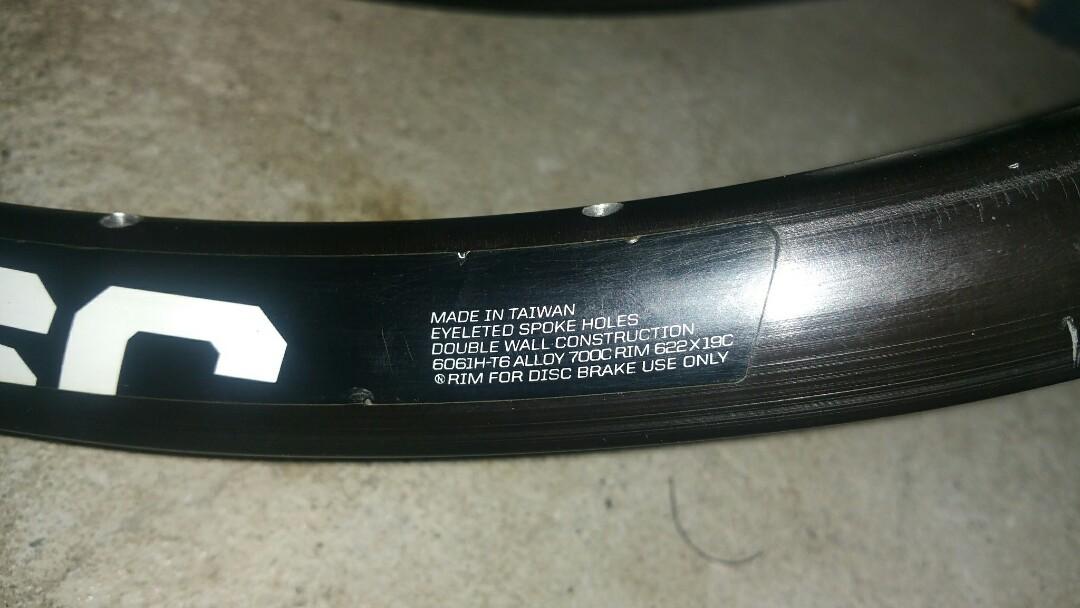 MADE IN TAIWAN
EYELETED SPOKE HOLES
DOUBLE WALL CONSTRUCTION
6061H-T6 ALLOY 700C RIM 622X19C
RIM FOR DISC BRAKE USE ONLY